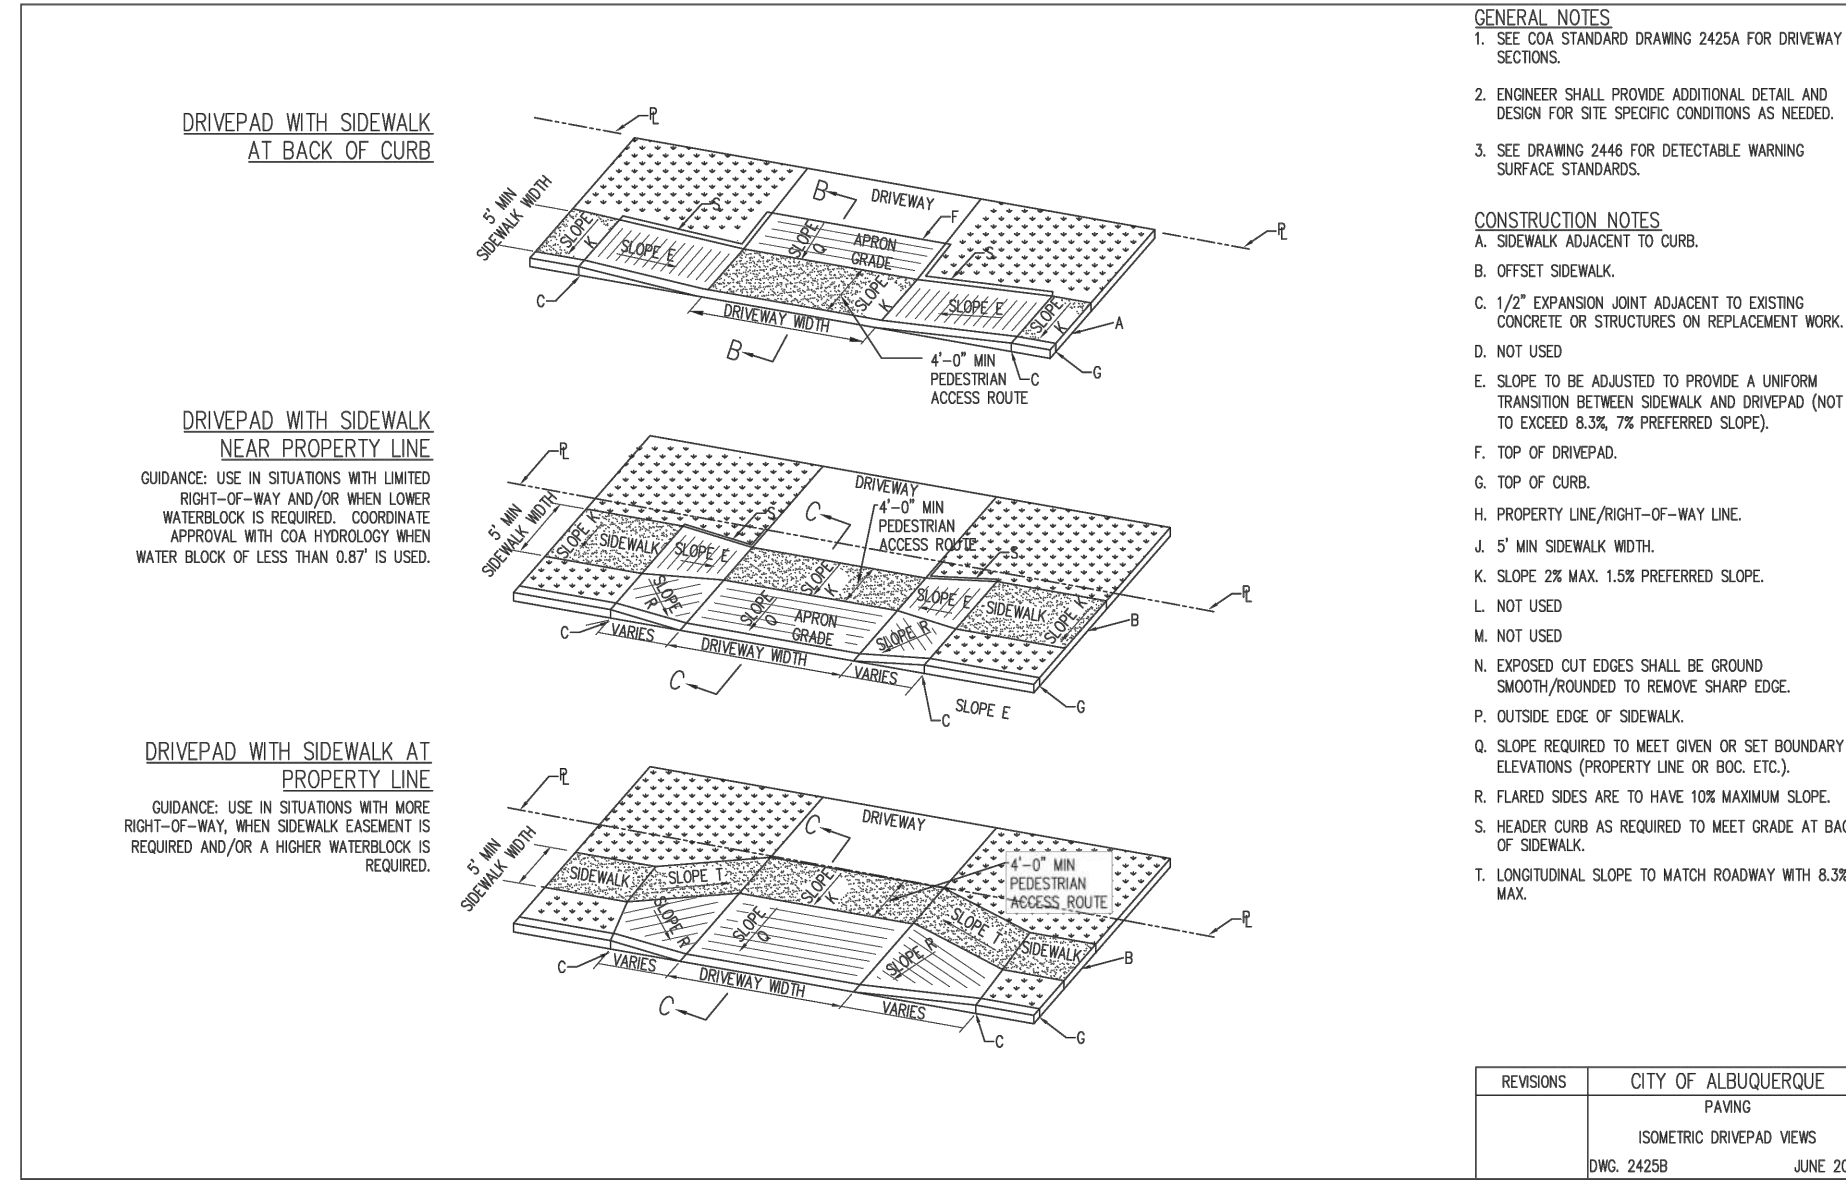 DRIVEPAD WITH SIDEWALK
AT BACK OF CURB
℄
5' MIN
SIDEWALK WIDTH
SLOPE
K
SLOPE E
S
B
DRIVEWAY
F
SLOPE
Q
APRON
GRADE
S
SLOPE
K
SLOPE E
SLOPE
K
A
C
DRIVEWAY WIDTH
B
4'-0" MIN
PEDESTRIAN
ACCESS ROUTE
C
G
DRIVEPAD WITH SIDEWALK
NEAR PROPERTY LINE
GUIDANCE: USE IN SITUATIONS WITH LIMITED
RIGHT-OF-WAY AND/OR WHEN LOWER
WATERBLOCK IS REQUIRED. COORDINATE
APPROVAL WITH COA HYDROLOGY WHEN
WATER BLOCK OF LESS THAN 0.87' IS USED.
5' MIN
SIDEWALK WIDTH
SLOPE K
SIDEWALK
SLOPE E
S
C
DRIVEWAY
4'-0" MIN
PEDESTRIAN
ACCESS ROUTE
S
SLOPE
K
SLOPE E
SIDEWALK
SLOPE K
B
SLOPE
R
SLOPE
Q
APRON
GRADE
SLOPE R
C
VARIES
DRIVEWAY WIDTH
VARIES
C
C
SLOPE E
G
DRIVEPAD WITH SIDEWALK AT
PROPERTY LINE
GUIDANCE: USE IN SITUATIONS WITH MORE
RIGHT-OF-WAY, WHEN SIDEWALK EASEMENT IS
REQUIRED AND/OR A HIGHER WATERBLOCK IS
REQUIRED.
5' MIN
SIDEWALK WIDTH
SIDEWALK
SLOPE T
C
DRIVEWAY
4'-0" MIN
PEDESTRIAN
ACCESS ROUTE
SLOPE
K
SLOPE T
SIDEWALK
B
SLOPE R
SLOPE
Q
SLOPE R
C
VARIES
DRIVEWAY WIDTH
VARIES
C
C
G
GENERAL NOTES
1. SEE COA STANDARD DRAWING 2425A FOR DRIVEWAY
SECTIONS.
2. ENGINEER SHALL PROVIDE ADDITIONAL DETAIL AND
DESIGN FOR SITE SPECIFIC CONDITIONS AS NEEDED.
3. SEE DRAWING 2446 FOR DETECTABLE WARNING
SURFACE STANDARDS.
CONSTRUCTION NOTES
A. SIDEWALK ADJACENT TO CURB.
B. OFFSET SIDEWALK.
C. 1/2" EXPANSION JOINT ADJACENT TO EXISTING
CONCRETE OR STRUCTURES ON REPLACEMENT WORK.
D. NOT USED
E. SLOPE TO BE ADJUSTED TO PROVIDE A UNIFORM
TRANSITION BETWEEN SIDEWALK AND DRIVEPAD (NOT
TO EXCEED 8.3%, 7% PREFERRED SLOPE).
F. TOP OF DRIVEPAD.
G. TOP OF CURB.
H. PROPERTY LINE/RIGHT-OF-WAY LINE.
J. 5' MIN SIDEWALK WIDTH.
K. SLOPE 2% MAX. 1.5% PREFERRED SLOPE.
L. NOT USED
M. NOT USED
N. EXPOSED CUT EDGES SHALL BE GROUND
SMOOTH/ROUNDED TO REMOVE SHARP EDGE.
P. OUTSIDE EDGE OF SIDEWALK.
Q. SLOPE REQUIRED TO MEET GIVEN OR SET BOUNDARY
ELEVATIONS (PROPERTY LINE OR BOC. ETC.).
R. FLARED SIDES ARE TO HAVE 10% MAXIMUM SLOPE.
S. HEADER CURB AS REQUIRED TO MEET GRADE AT
OF SIDEWALK.
T. LONGITUDINAL SLOPE TO MATCH ROADWAY WITH 8.3%
MAX.
REVISIONS
CITY OF ALBUQUERQUE
PAVING
ISOMETRIC DRIVEPAD VIEWS
DWG. 2425B
JUNE